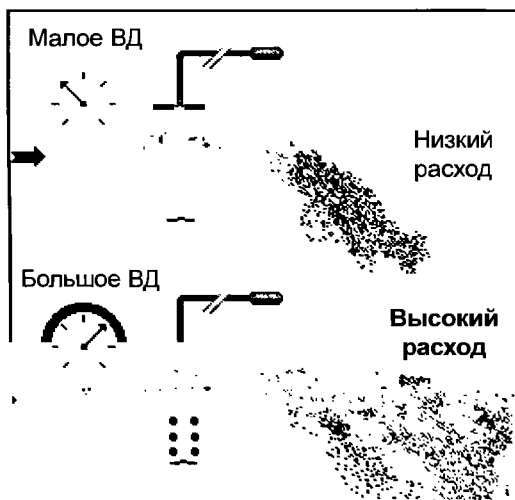 Малое ВД
Низкий
расход
Большое ВД
Высокий
расход